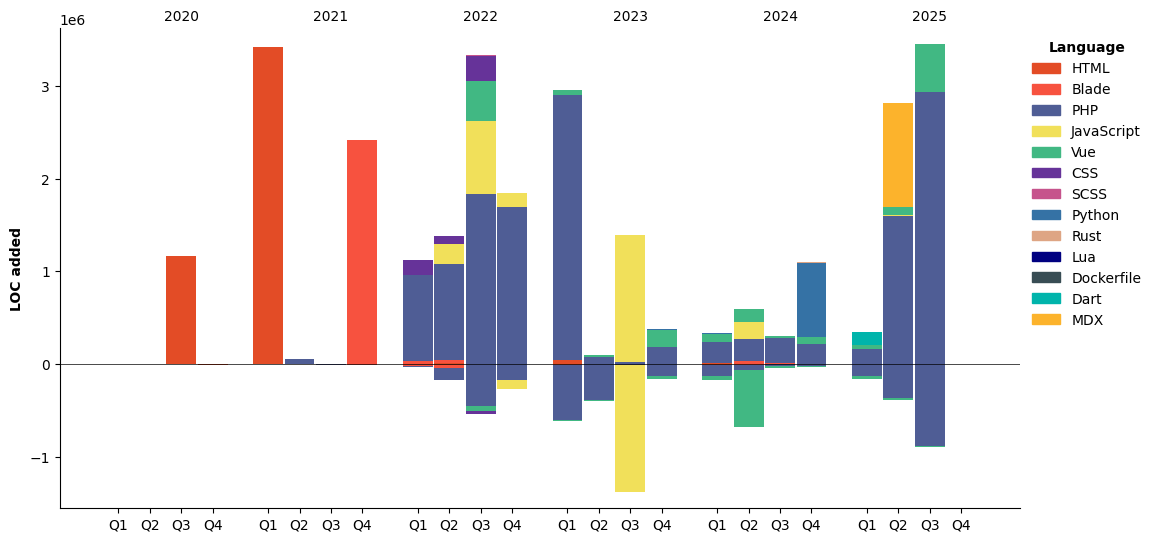 1e6
2020 2021 2022 2023 2024 2025
LOC added
3
2
1
0
−1
Q1 Q2 Q3 Q4 Q1 Q2 Q3 Q4 Q1 Q2 Q3 Q4 Q1 Q2 Q3 Q4 Q1 Q2 Q3 Q4 Q1 Q2 Q3 Q4
Language
HTML
Blade
PHP
JavaScript
Vue
CSS
SCSS
Python
Rust
Lua
Dockerfile
Dart
MDX